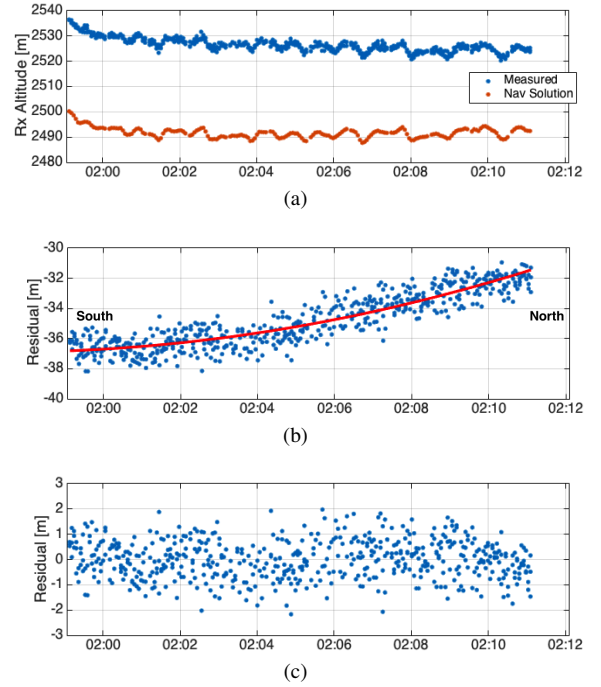 2540
2530
2520
2510
2500
2490
2480
Rx Altitude [m]
Measured
Nav Solution
02:00 02:02 02:04 02:06 02:08 02:10 02:12
(a)
-30
-32
-34
-36
-38
-40
Residual [m]
South North
02:00 02:02 02:04 02:06 02:08 02:10 02:12
(b)
3
2
1
0
-1
-2
-3
Residual [m]
02:00 02:02 02:04 02:06 02:08 02:10 02:12
(c)